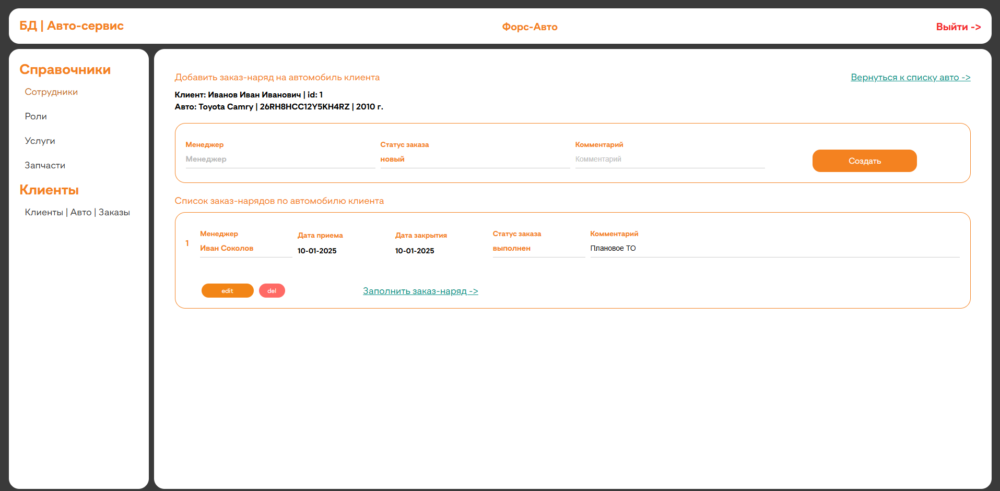 БД | Авто-сервис
Форс-Авто
Выйти ->
Справочники
Сотрудники
Роли
Услуги
Запчасти
Клиенты
Клиенты | Авто | Заказы
Добавить заказ-наряд на автомобиль клиента
Вернуться к списку авто ->
Клиент: Иванов Иван Иванович | id: 1
Авто: Toyota Camry | 26RH8HCC12Y5KH4RZ | 2010 г.
Менеджер
Менеджер
Статус заказа
новый
Комментарий
Комментарий
Создать
Список заказ-нарядов по автомобилю клиента
1
Менеджер
Иван Соколов
Дата приема
10-01-2025
Дата закрытия
10-01-2025
Статус заказа
выполнен
Комментарий
Плановое ТО
edit
del
Заполнить заказ-наряд ->